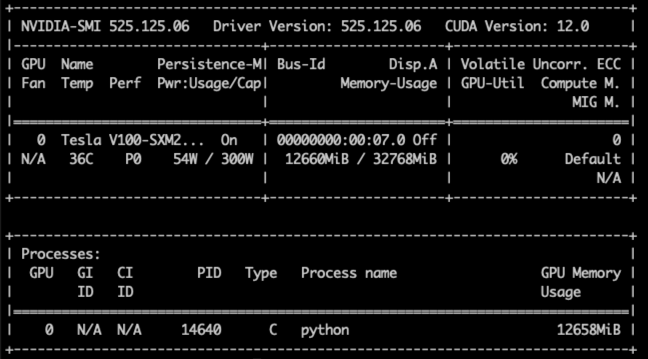 +-----------------------------------------------------------------------------+
| NVIDIA-SMI 525.125.06   Driver Version: 525.125.06   CUDA Version: 12.0     |
|-------------------------------+----------------------+----------------------+
| GPU  Name        Persistence-M| Bus-Id        Disp.A | Volatile Uncorr. ECC |
| Fan  Temp  Perf  Pwr:Usage/Cap|         Memory-Usage | GPU-Util  Compute M. |
|                               |                      |               MIG M. |
|===============================+======================+======================|
|   0  Tesla V100-SXM2...  On   | 00000000:00:07.0 Off |                    0 |
| N/A   36C    P0    54W / 300W |  12660MiB / 32768MiB |      0%      Default |
|                               |                      |                  N/A |
+-------------------------------+----------------------+----------------------+
+-----------------------------------------------------------------------------+
| Processes:                                                                  |
|  GPU   GI   CI        PID   Type   Process name                  GPU Memory |
|        ID   ID                                                   Usage      |
|=============================================================================|
|    0   N/A  N/A     14640      C   python                          12658MiB |
+-----------------------------------------------------------------------------+